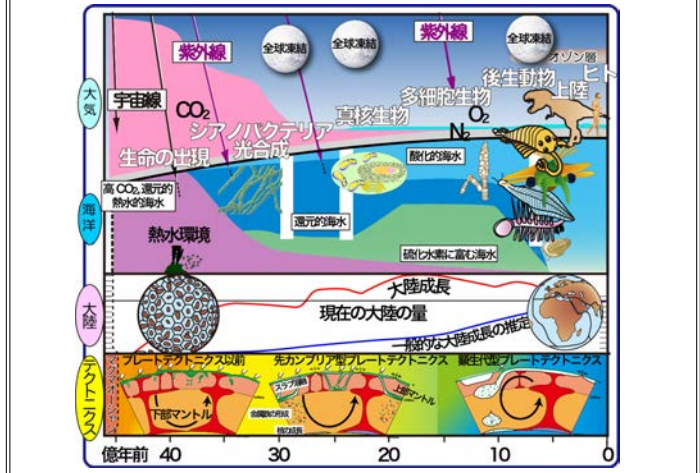 紫外線
全球凍結
全球凍結
紫外線
全球凍結
オゾン層
大気
宇宙線
CO2
シアノバクテリア
光合成
真核生物
多細胞生物
O2
N2
後生動物
上陸
ヒト
生命の出現
酸化的海水
高CO2,還元的
熱水的海水
海洋
還元的海水
熱水環境
硫化水素に富む海水
大陸
大陸成長
現在の大陸の量
一般的な大陸成長の推定
テクトニクス
プレートテクトニクス以前
先カンブリア型プレートテクトニクス
顕生代型プレートテクトニクス
下部マントル
上部マントル
核の成長
億年前 40 30 20 10 0